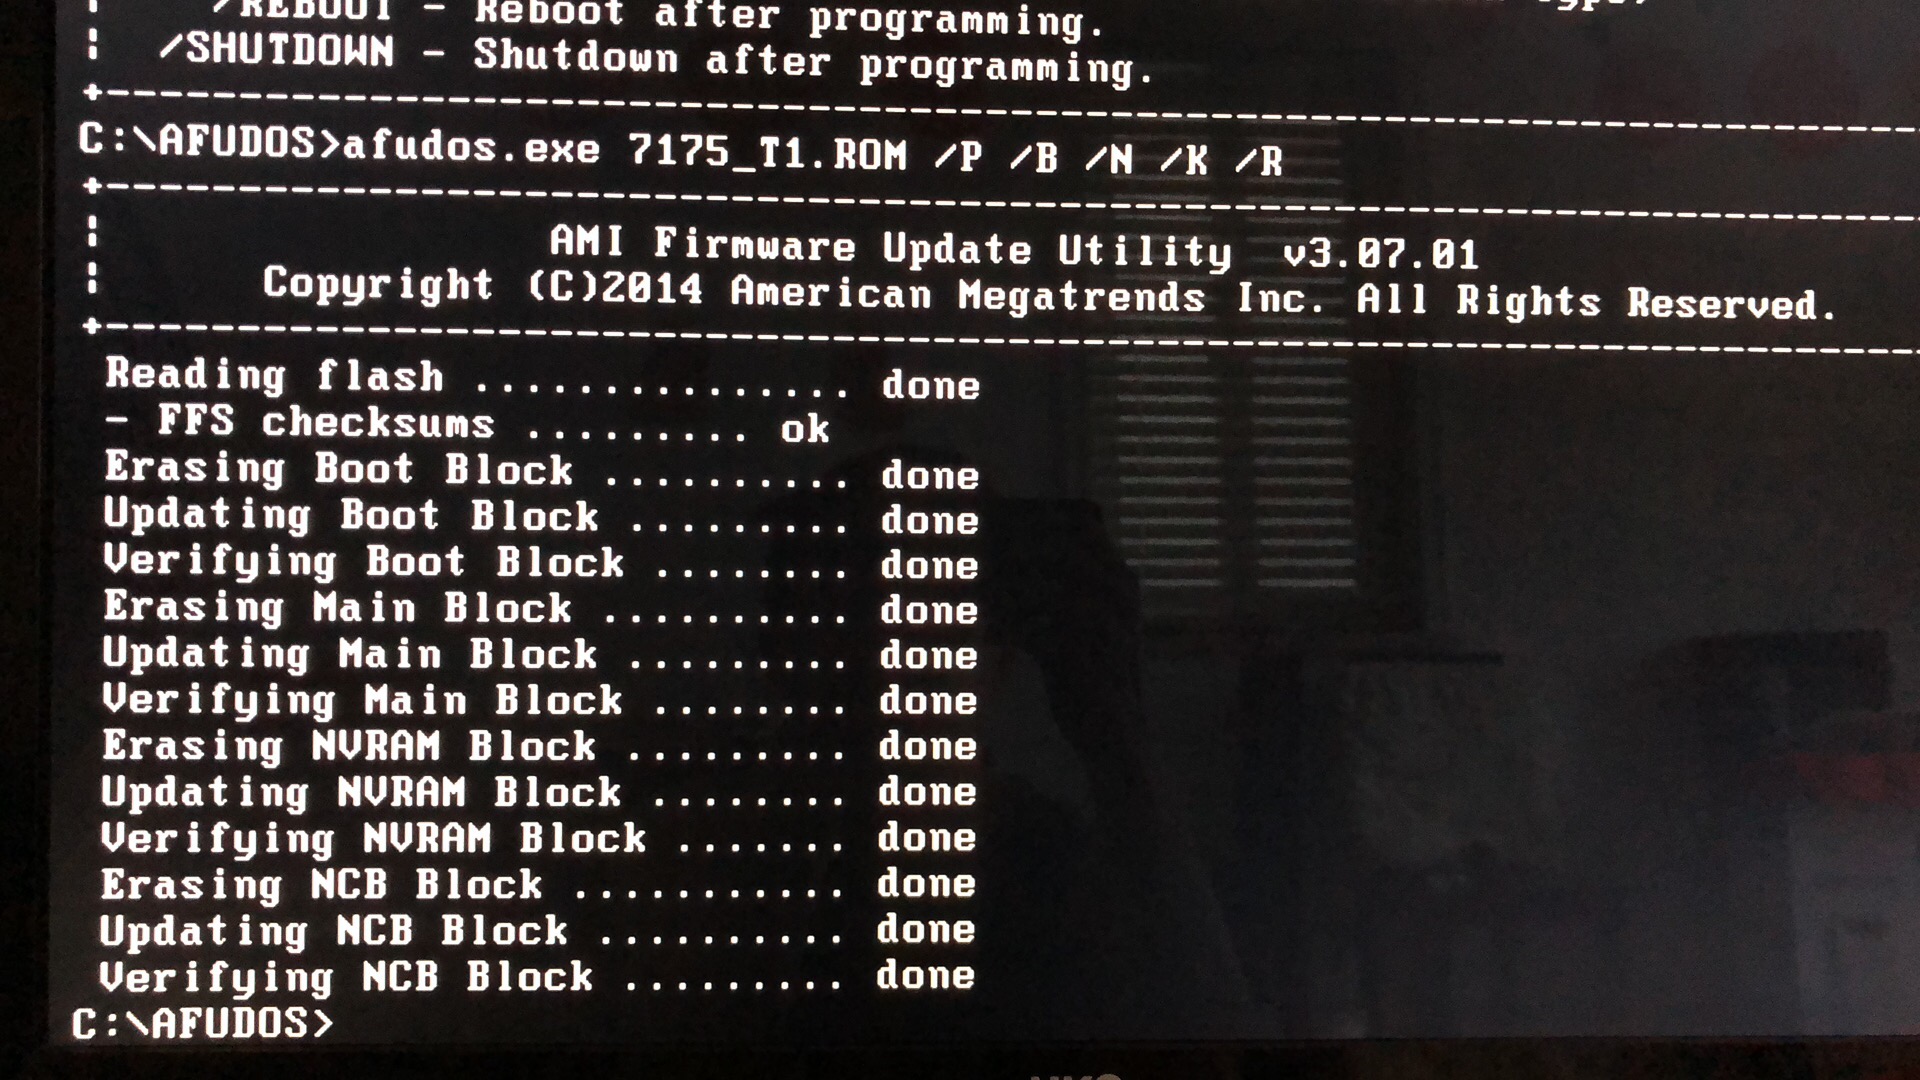 /REBOOT - Reboot after programming.
/SHUTDOWN - Shutdown after programming.
+------------------------------------------------------------------------
C:\AFUDOS>afudos.exe 7175_T1.ROM /P /B /N /K /R
+------------------------------------------------------------------------
AMI Firmware Update Utility v3.07.01
Copyright (C)2014 American Megatrends Inc. All Rights Reserved.
+------------------------------------------------------------------------
Reading flash ............... done
- FFS checksums ......... ok
Erasing Boot Block .......... done
Updating Boot Block ......... done
Verifying Boot Block ........ done
Erasing Main Block .......... done
Updating Main Block ......... done
Verifying Main Block ........ done
Erasing NVRAM Block ......... done
Updating NVRAM Block ........ done
Verifying NVRAM Block ....... done
Erasing NCB Block ........... done
Updating NCB Block .......... done
Verifying NCB Block ......... done
C:\AFUDOS>